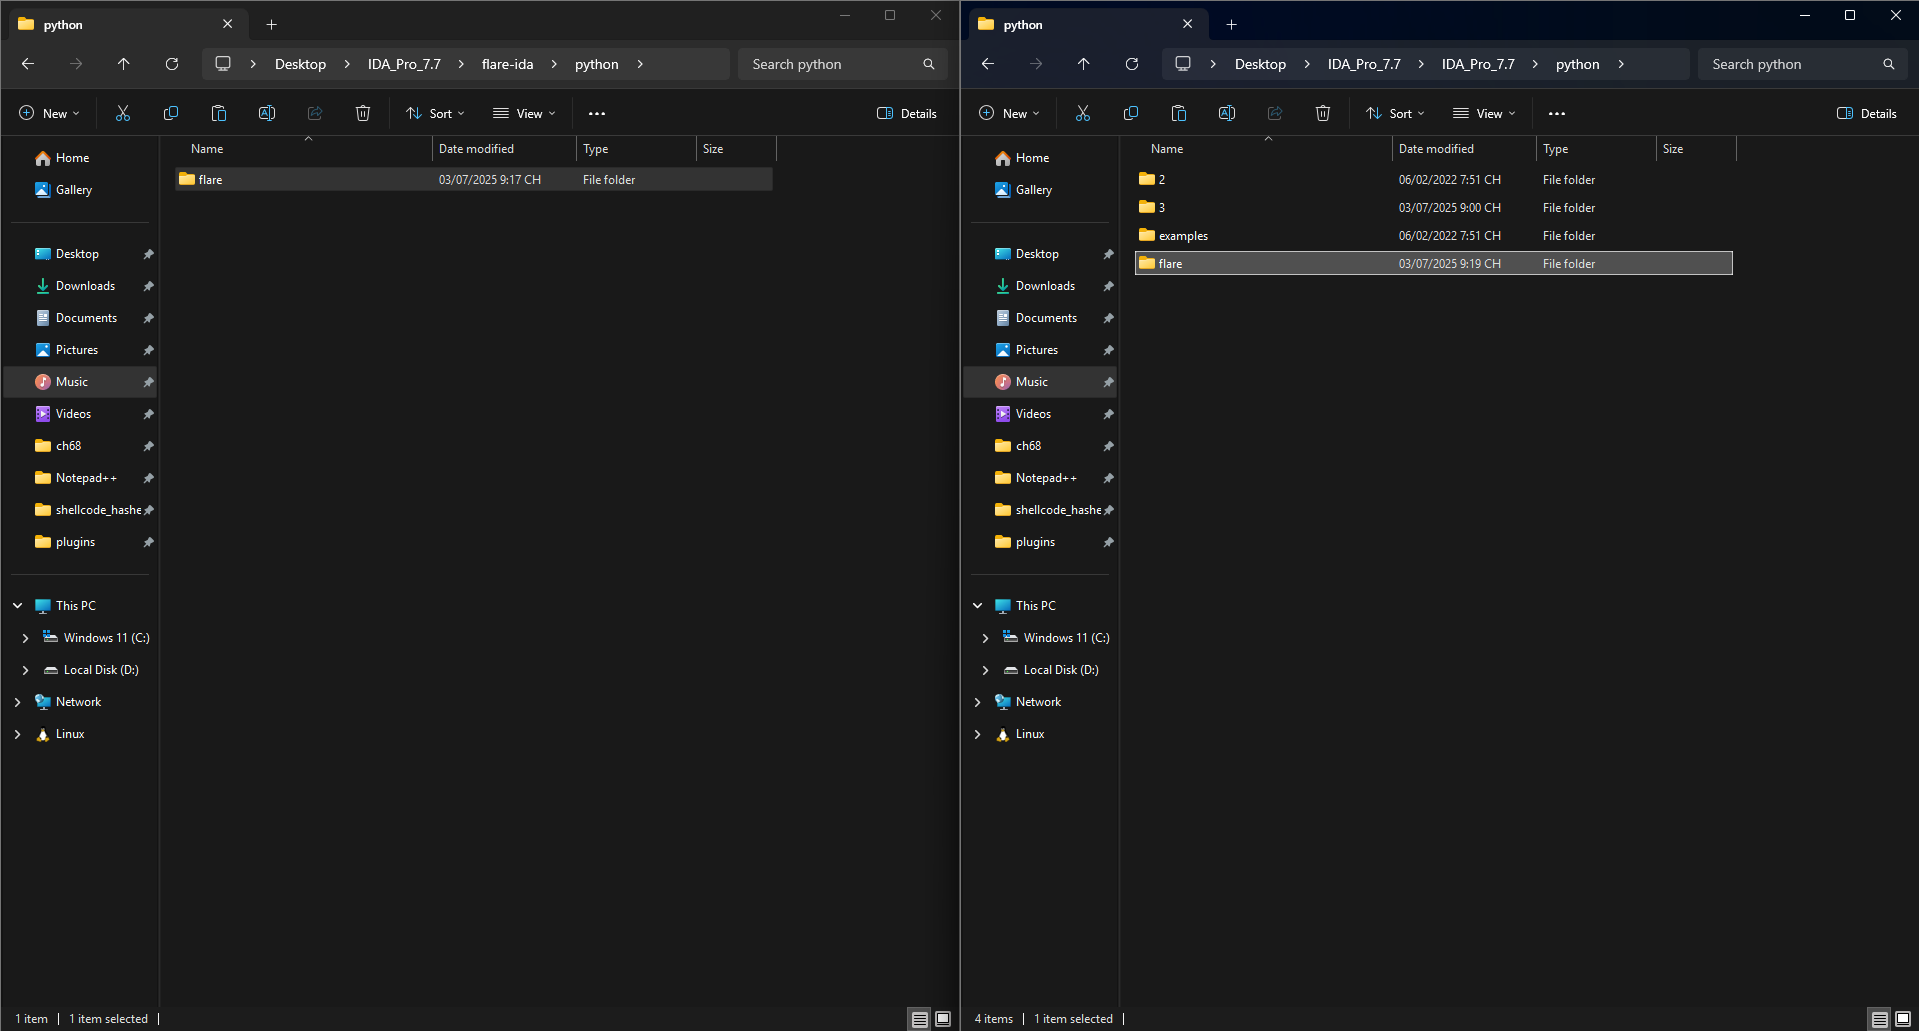 python
Desktop
IDA_Pro_7.7
flare-ida
python
Search python
New
Sort
View
Details
Name
Date modified
Type
Size
flare
03/07/2025 9:17 CH
File folder
Home
Gallery
Desktop
Downloads
Documents
Pictures
Music
Videos
ch68
Notepad++
shellcode_hashe
plugins
This PC
Windows 11 (C:)
Local Disk (D:)
Network
Linux
1 item
1 item selected
python
Desktop
IDA_Pro_7.7
IDA_Pro_7.7
python
Search python
New
Sort
View
Details
Name
Date modified
Type
Size
2
06/02/2022 7:51 CH
File folder
3
03/07/2025 9:00 CH
File folder
examples
06/02/2022 7:51 CH
File folder
flare
03/07/2025 9:19 CH
File folder
Home
Gallery
Desktop
Downloads
Documents
Pictures
Music
Videos
ch68
Notepad++
shellcode_hashe
plugins
This PC
Windows 11 (C:)
Local Disk (D:)
Network
Linux
4 items
1 item selected